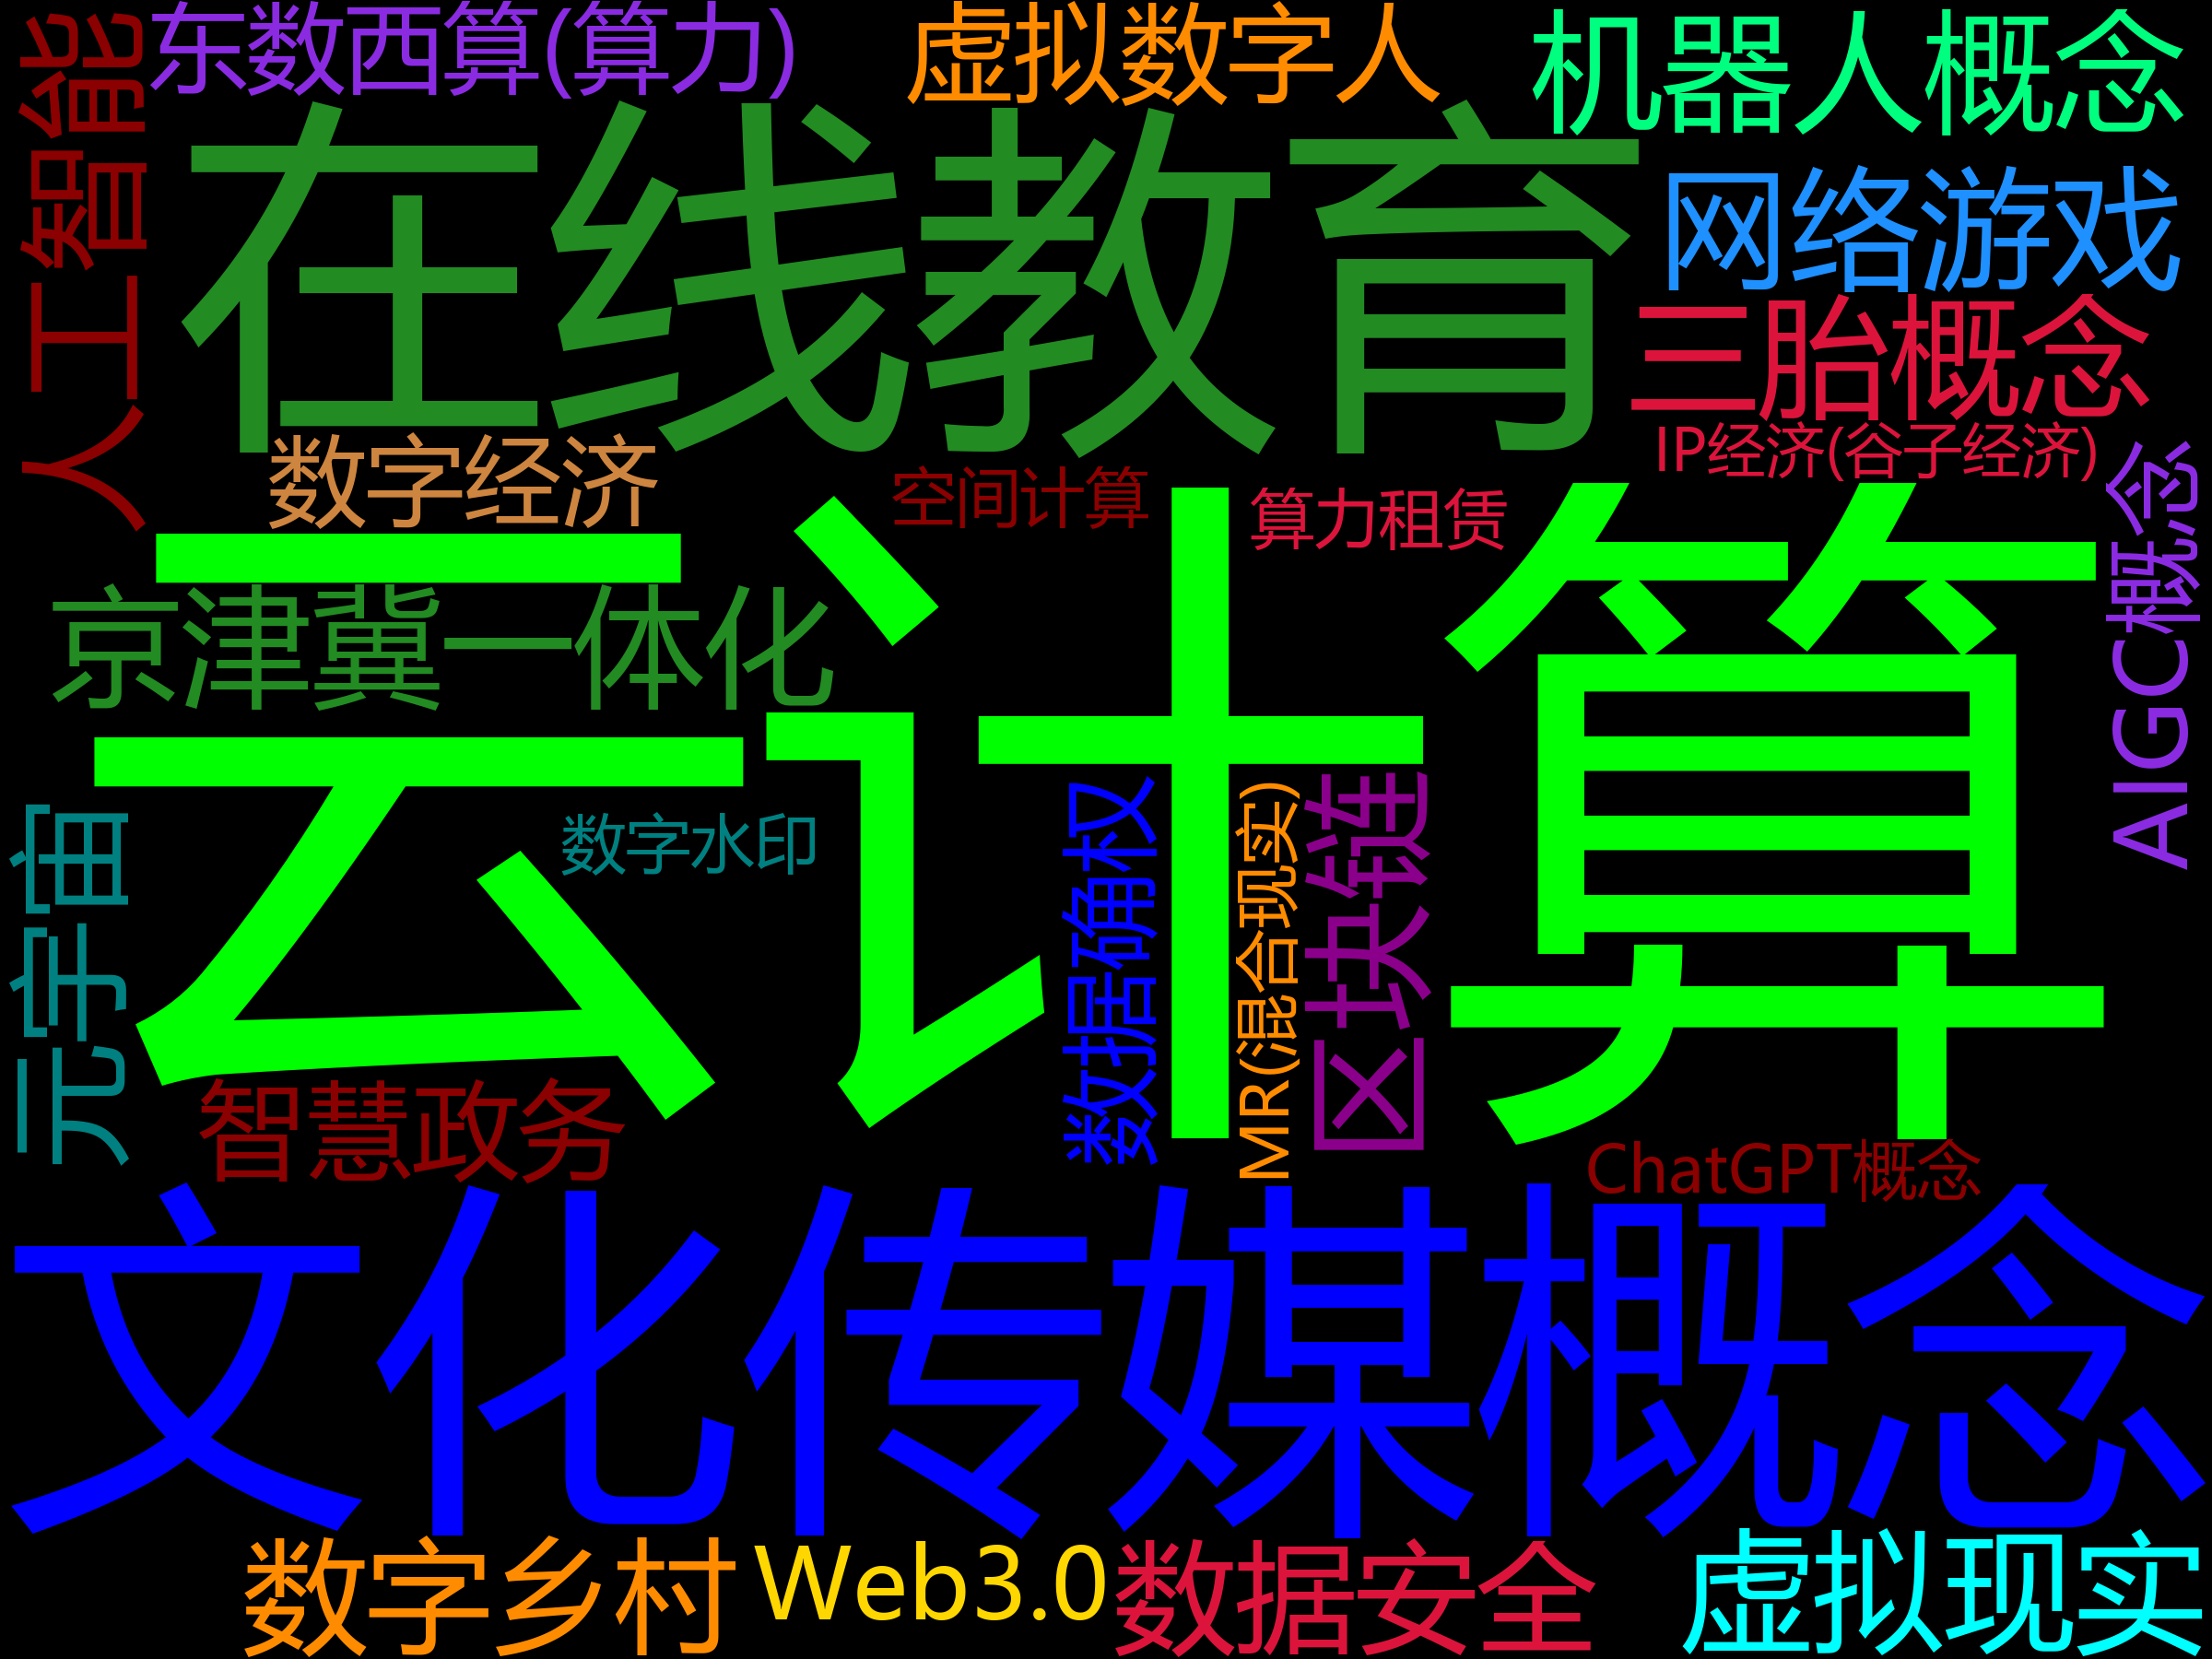 东数西算(算力)
虚拟数字人
机器人概念
人工智能
在线教育
网络游戏
三胎概念
IP经济(谷子经济)
数字经济
空间计算
算力租赁
AIGC概念
云计算
京津冀一体化
元宇宙
数字水印
数据确权
MR(混合现实)
区块链
智慧政务
ChatGPT概念
文化传媒概念
数字乡村
Web3.0
数据安全
虚拟现实